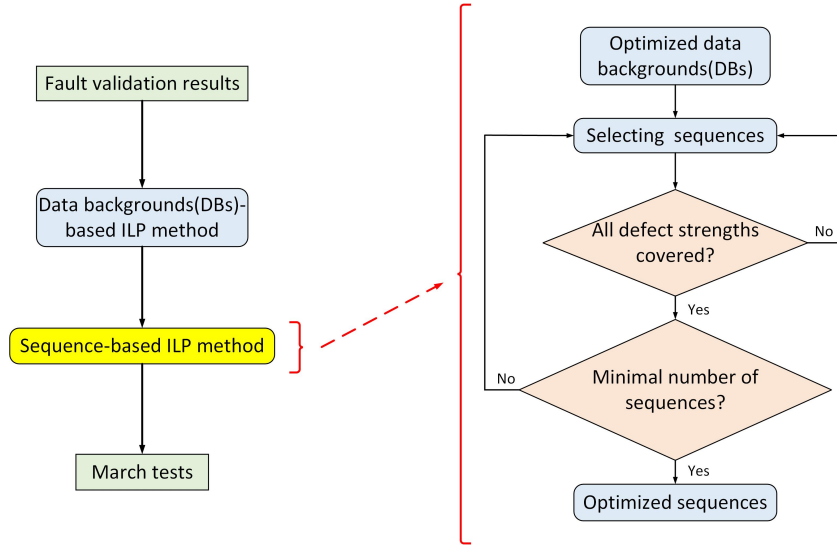 Fault validation results
Data backgrounds(DBs)-
based ILP method
Sequence-based ILP method
March tests
Optimized data
backgrounds(DBs)
Selecting sequences
All defect strengths
covered?
No
Yes
Minimal number of
sequences?
No
Yes
Optimized sequences